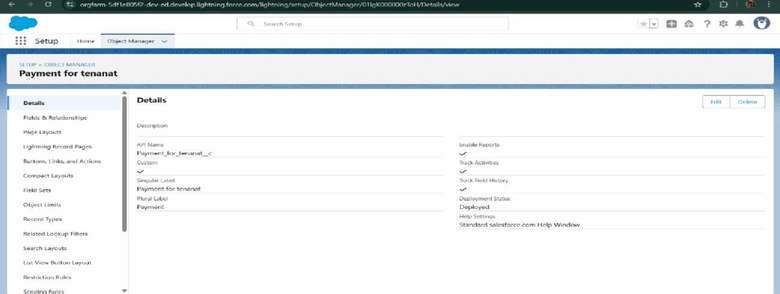 orgfarm-5df3e805f2-dev-ed.develop.lightning.force.com/lightning/setup/ObjectManager/01IgK000000r3oH/Details/view
Search Setup
Setup
Home
Object Manager
SETUP > OBJECT MANAGER
Payment for tenanat
Details
Fields & Relationships
Page Layouts
Lightning Record Pages
Buttons, Links, and Actions
Compact Layouts
Field Sets
Object Limits
Record Types
Related Lookup Filters
Search Layouts
List View Button Layout
Restriction Rules
Scoping Rules
Details
Edit
Delete
Description
API Name
Payment_for_tenanat__c
Custom
Singular Label
Payment for tenanat
Plural Label
Payment
Enable Reports
Track Activities
Track Field History
Deployment Status
Deployed
Help Settings
Standard salesforce.com Help Window